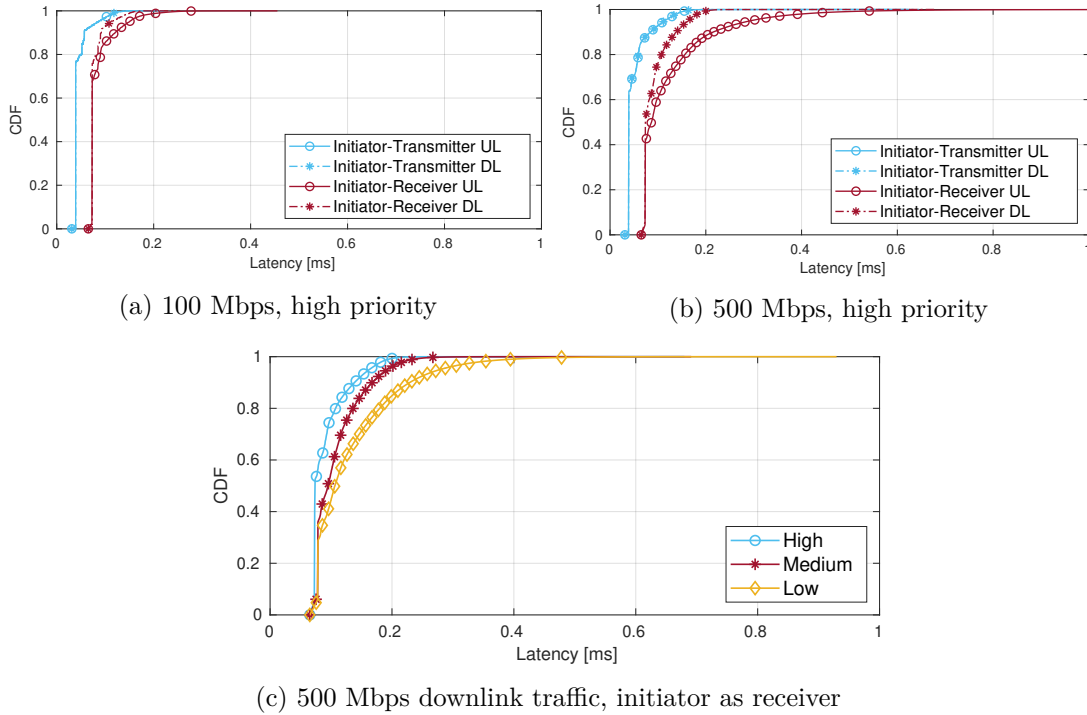 1
0.8
0.6
0.4
0.2
0
CDF
0 0.2 0.4 0.6 0.8 1
Latency [ms]
Initiator-Transmitter UL
Initiator-Transmitter DL
Initiator-Receiver UL
Initiator-Receiver DL
(a) 100 Mbps, high priority
1
0.8
0.6
0.4
0.2
0
CDF
0 0.2 0.4 0.6 0.8 1
Latency [ms]
Initiator-Transmitter UL
Initiator-Transmitter DL
Initiator-Receiver UL
Initiator-Receiver DL
(b) 500 Mbps, high priority
1
0.8
0.6
0.4
0.2
0
CDF
0 0.2 0.4 0.6 0.8 1
Latency [ms]
High
Medium
Low
(c) 500 Mbps downlink traffic, initiator as receiver